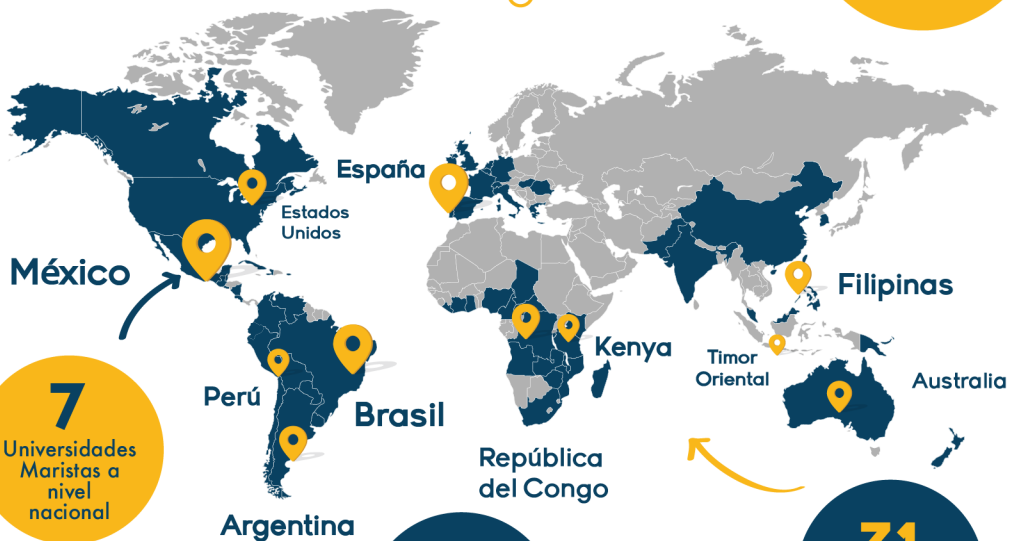 España
Estados
Unidos
México
Filipinas
Kenya
Timor
Oriental
Australia
Perú
Brasil
7
Universidades
Maristas a
nivel
nacional
República
del Congo
Argentina
31